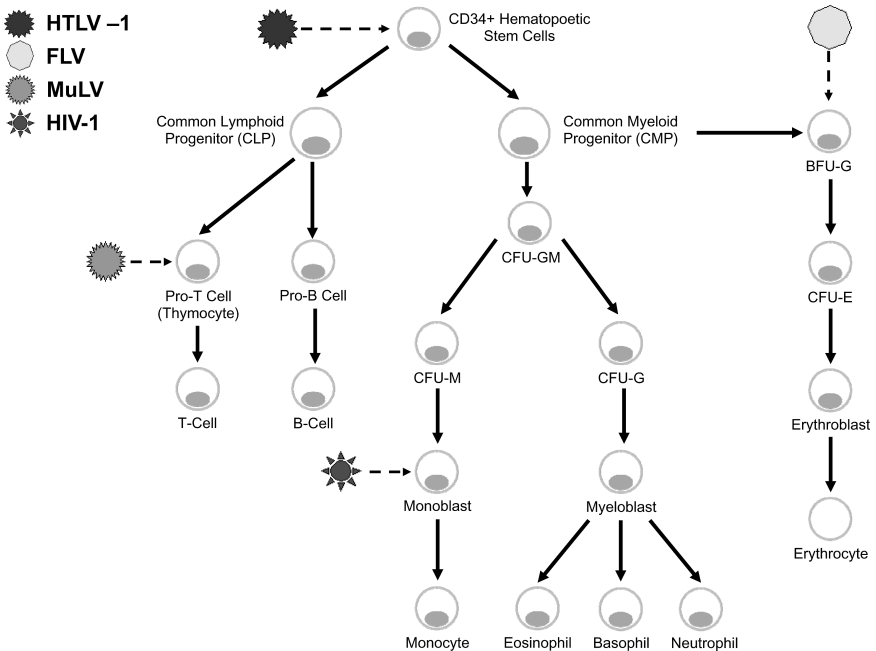 HTLV –1
FLV
MuLV
HIV-1
CD34+ Hematopoetic
Stem Cells
Common Lymphoid
Progenitor (CLP)
Common Myeloid
Progenitor (CMP)
BFU-G
CFU-GM
Pro-T Cell
(Thymocyte)
Pro-B Cell
CFU-E
CFU-M
CFU-G
T-Cell
B-Cell
Erythroblast
Monoblast
Myeloblast
Erythrocyte
Monocyte
Eosinophil
Basophil
Neutrophil